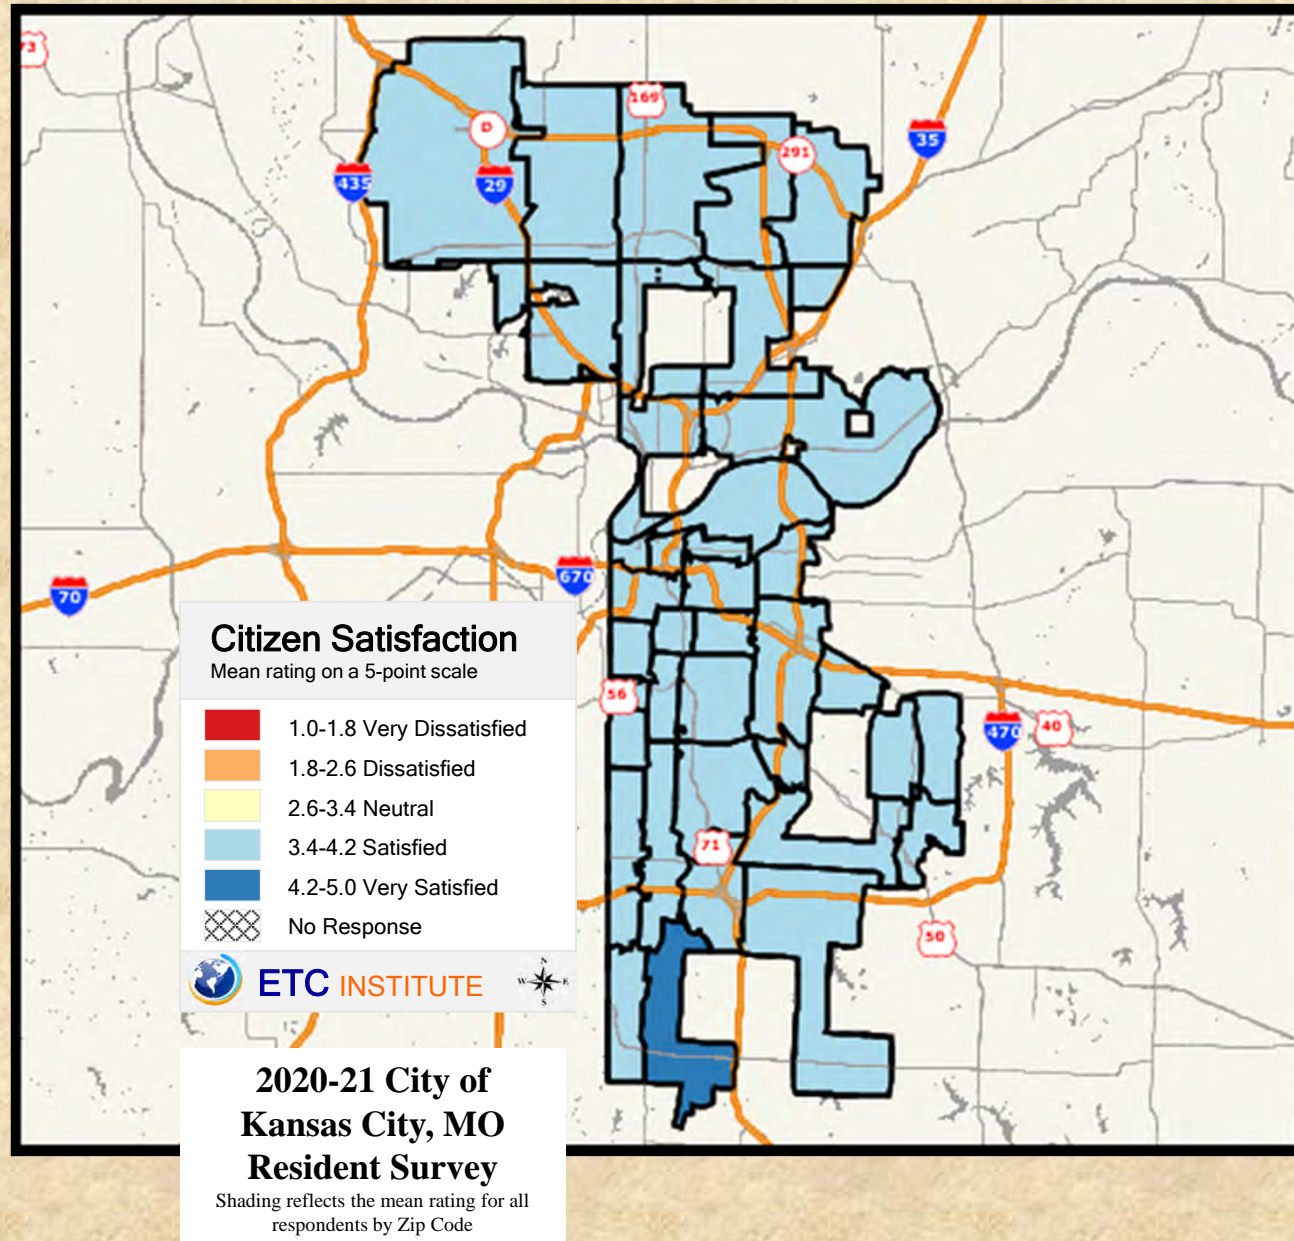 73
169
D
291
35
435
29
70
670
Citizen Satisfaction
Mean rating on a 5-point scale
1.0-1.8 Very Dissatisfied
1.8-2.6 Dissatisfied
2.6-3.4 Neutral
3.4-4.2 Satisfied
4.2-5.0 Very Satisfied
No Response
ETC INSTITUTE
N
W E
S
56
470
40
71
50
2020-21 City of
Kansas City, MO
Resident Survey
Shading reflects the mean rating for all
respondents by Zip Code